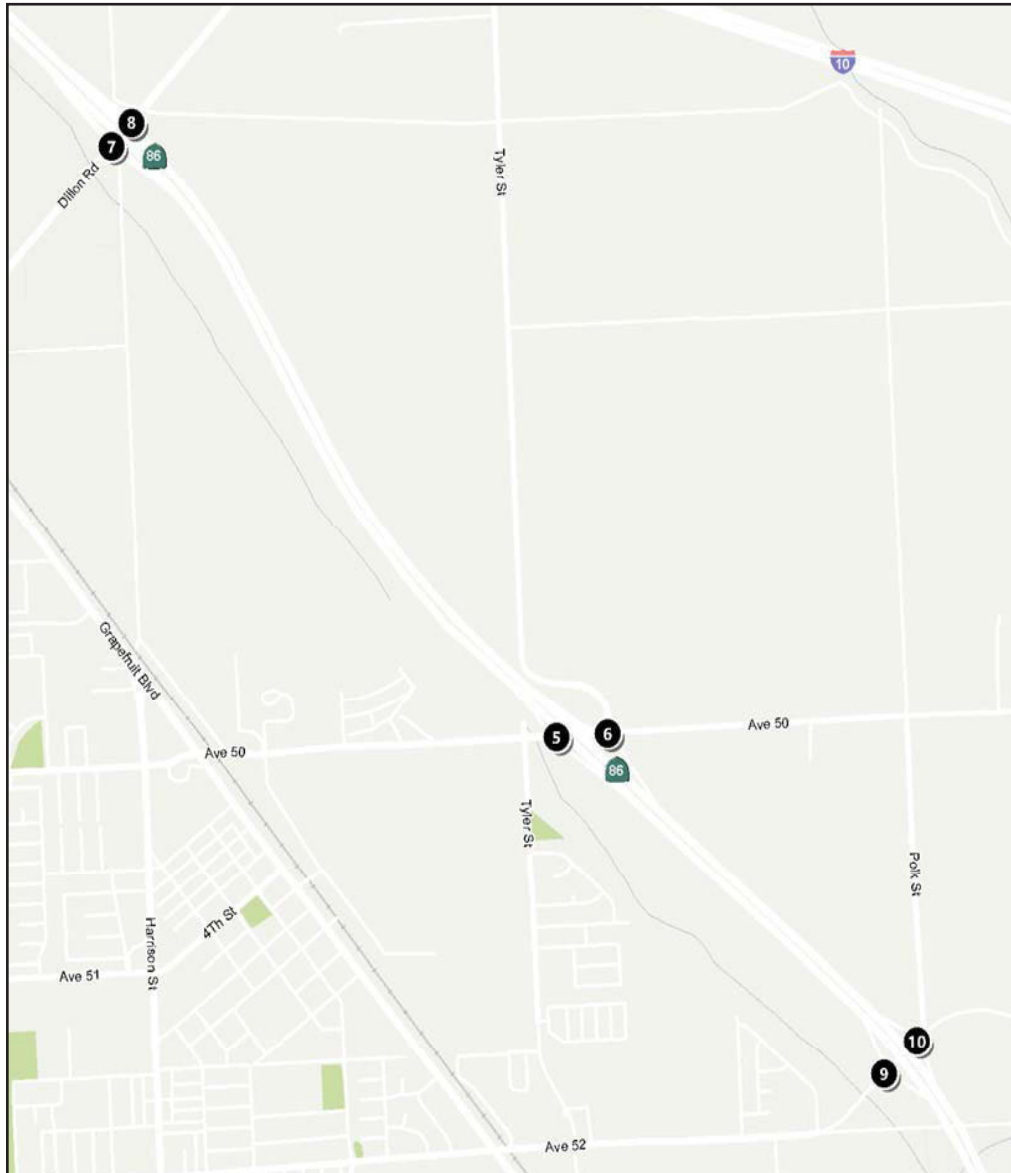 10
8
7
86
Dillon Rd
Tyler St
Grapefruit Blvd
Ave 50
5
6
Ave 50
86
Tyler St
Polk St
4Th St
Harrison St
Ave 51
10
9
Ave 52